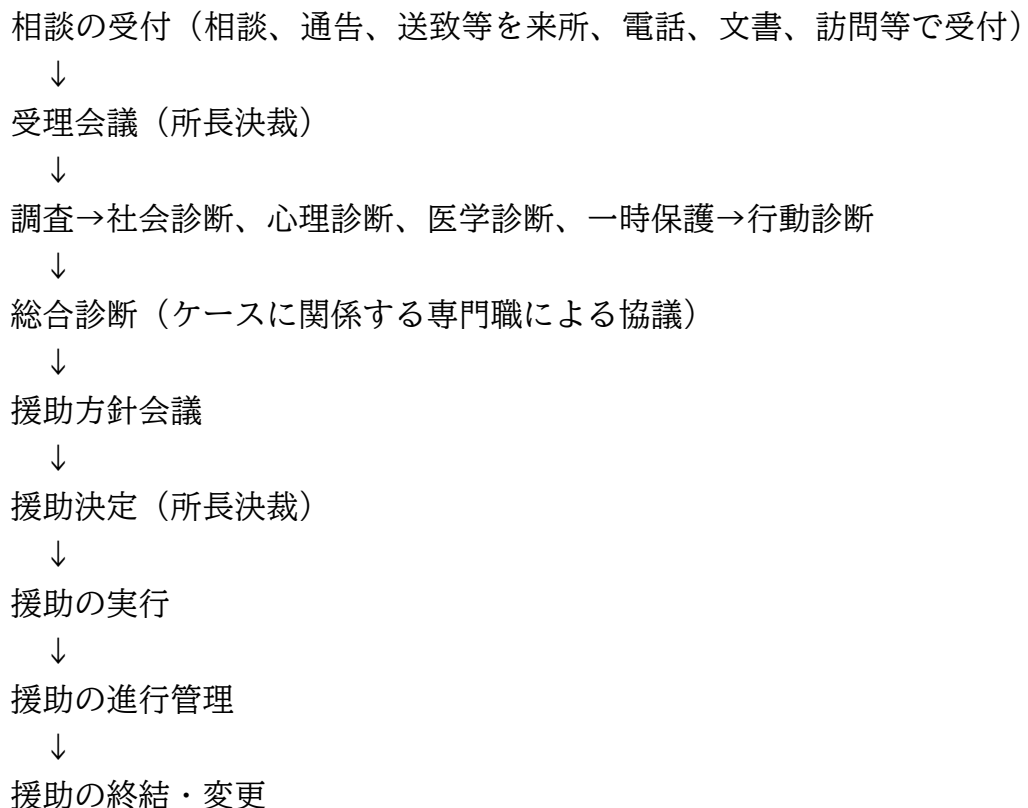 相談の受付（相談、通告、送致等を来所、電話、文書、訪問等で受付）
↓
受理会議（所長決裁）
↓
調査→社会診断、心理診断、医学診断、一時保護→行動診断
↓
総合診断（ケースに関係する専門職による協議）
↓
援助方針会議
↓
援助決定（所長決裁）
↓
援助の実行
↓
援助の進行管理
↓
援助の終結・変更